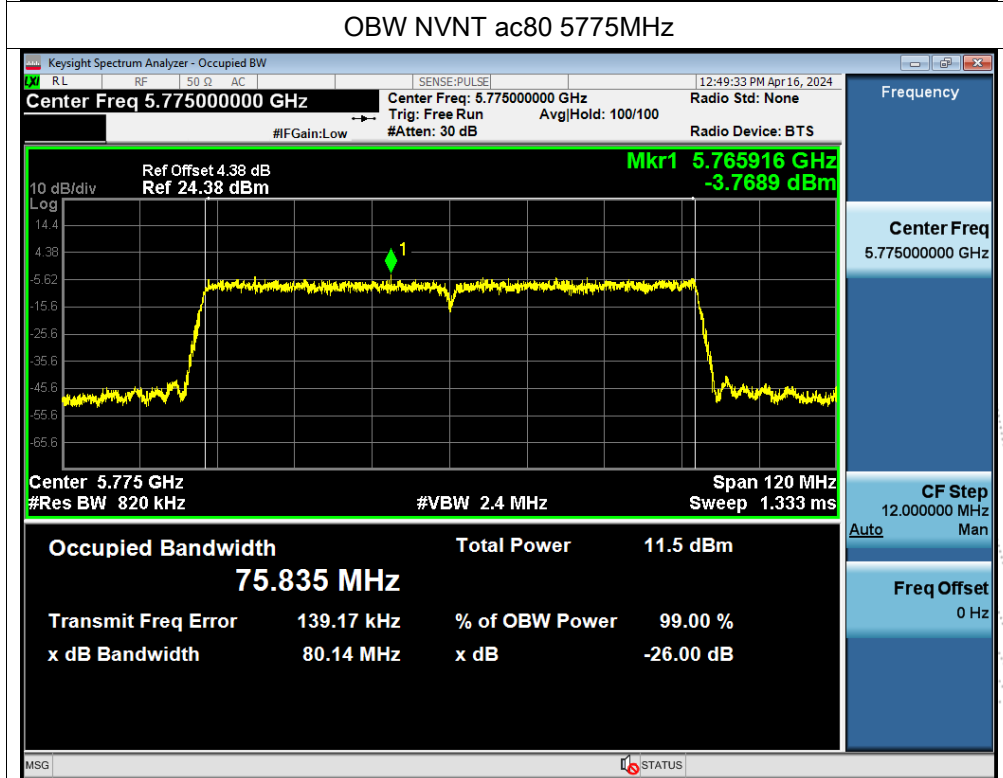 OBW NVNT ac80 5775MHz
Keysight Spectrum Analyzer - Occupied BW
LXI RL RF 50 Ω AC SENSE:PULSE 12:49:33 PM Apr 16, 2024
Center Freq 5.775000000 GHz
Center Freq: 5.775000000 GHz Radio Std: None
Trig: Free Run Avg|Hold: 100/100
#IFGain:Low #Atten: 30 dB Radio Device: BTS
Frequency
Mkr1 5.765916 GHz
-3.7689 dBm
Ref Offset 4.38 dB
10 dB/div Ref 24.38 dBm
Log
14.4
4.38
-5.62
-15.6
-25.6
-35.6
-45.6
-55.6
-65.6
1
Center 5.775 GHz Span 120 MHz
#Res BW 820 kHz #VBW 2.4 MHz Sweep 1.333 ms
Center Freq
5.775000000 GHz
CF Step
12.000000 MHz
Auto Man
Freq Offset
0 Hz
Occupied Bandwidth Total Power 11.5 dBm
75.835 MHz
Transmit Freq Error 139.17 kHz % of OBW Power 99.00 %
x dB Bandwidth 80.14 MHz x dB -26.00 dB
MSG STATUS